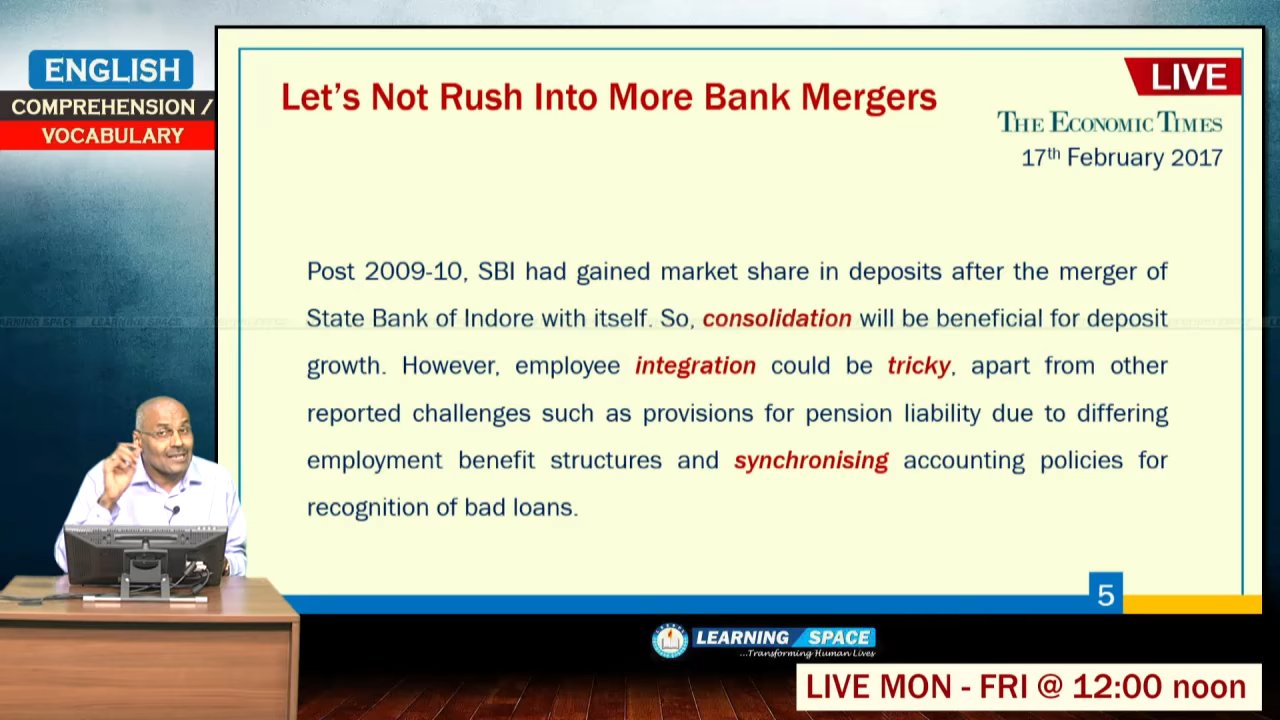 ENGLISH
COMPREHENSION /
VOCABULARY
Let's Not Rush Into More Bank Mergers
LIVE
THE ECONOMIC TIMES
17th February 2017
Post 2009-10, SBI had gained market share in deposits after the merger of
State Bank of Indore with itself. So, consolidation will be beneficial for deposit
growth. However, employee integration could be tricky, apart from other
reported challenges such as provisions for pension liability due to differing
employment benefit structures and synchronising accounting policies for
recognition of bad loans.
5
LEARNING SPACE
...Transforming Human Lives
LIVE MON - FRI @ 12:00 noon